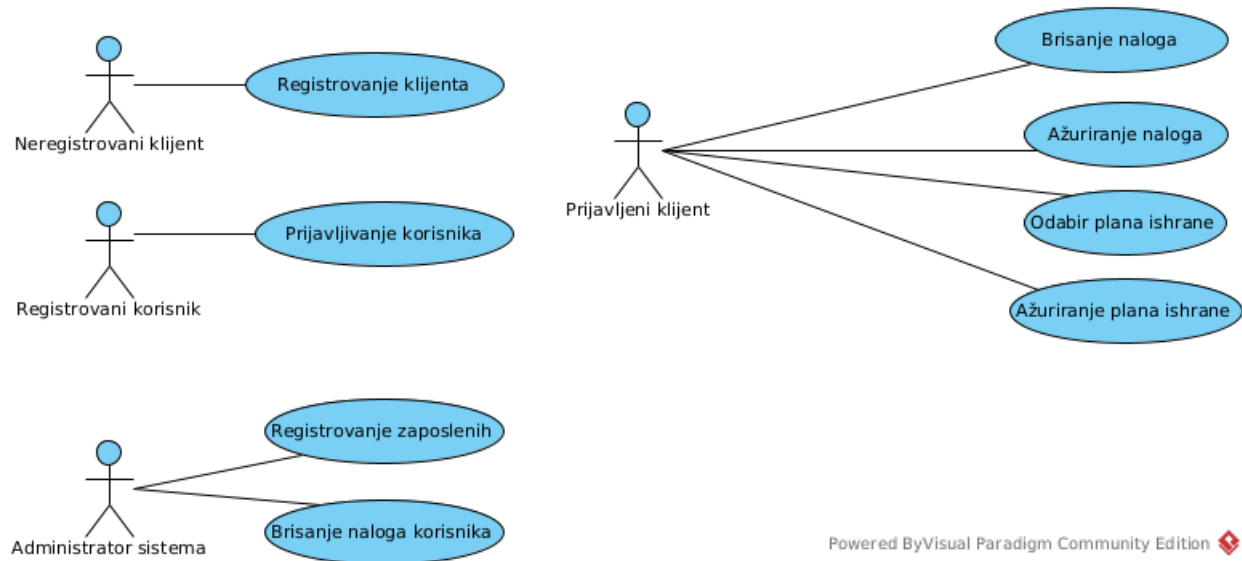 Neregistrovani klijent
Registrovanje klijenta
Registrovani korisnik
Prijavljivanje korisnika
Administrator sistema
Registrovanje zaposlenih
Brisanje naloga korisnika
Prijavljeni klijent
Brisanje naloga
Ažuriranje naloga
Odabir plana ishrane
Ažuriranje plana ishrane
Powered ByVisual Paradigm Community Edition